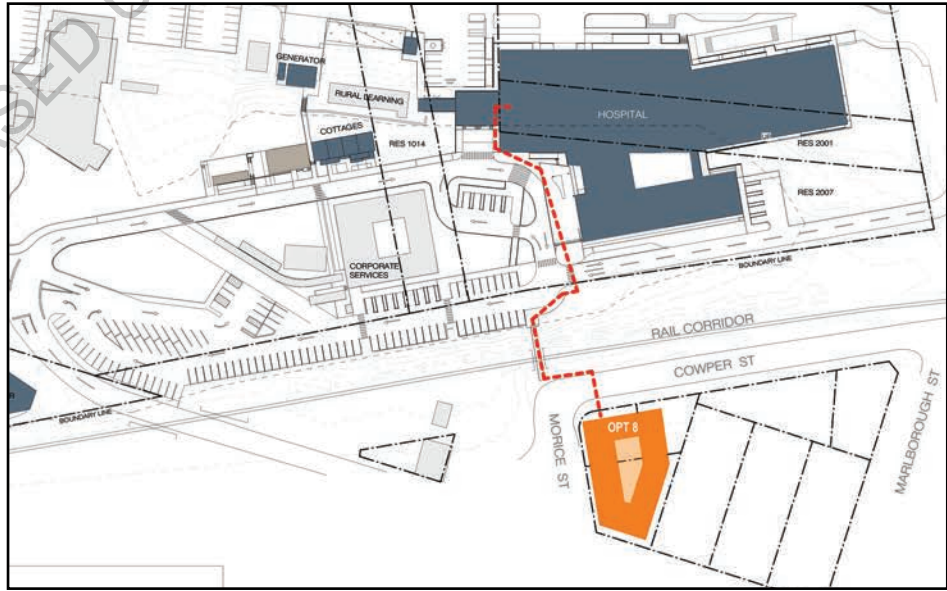 SED
GENERATOR
RURAL LEARNING
HOSPITAL
COTTAGES
RES 1014
RES 2001
RES 2007
CORPORATE
SERVICES
BOUNDARY LINE
RAIL CORRIDOR
COWPER ST
BOUNDARY LINE
OPT 8
MORICE ST
MARLBOROUGH ST